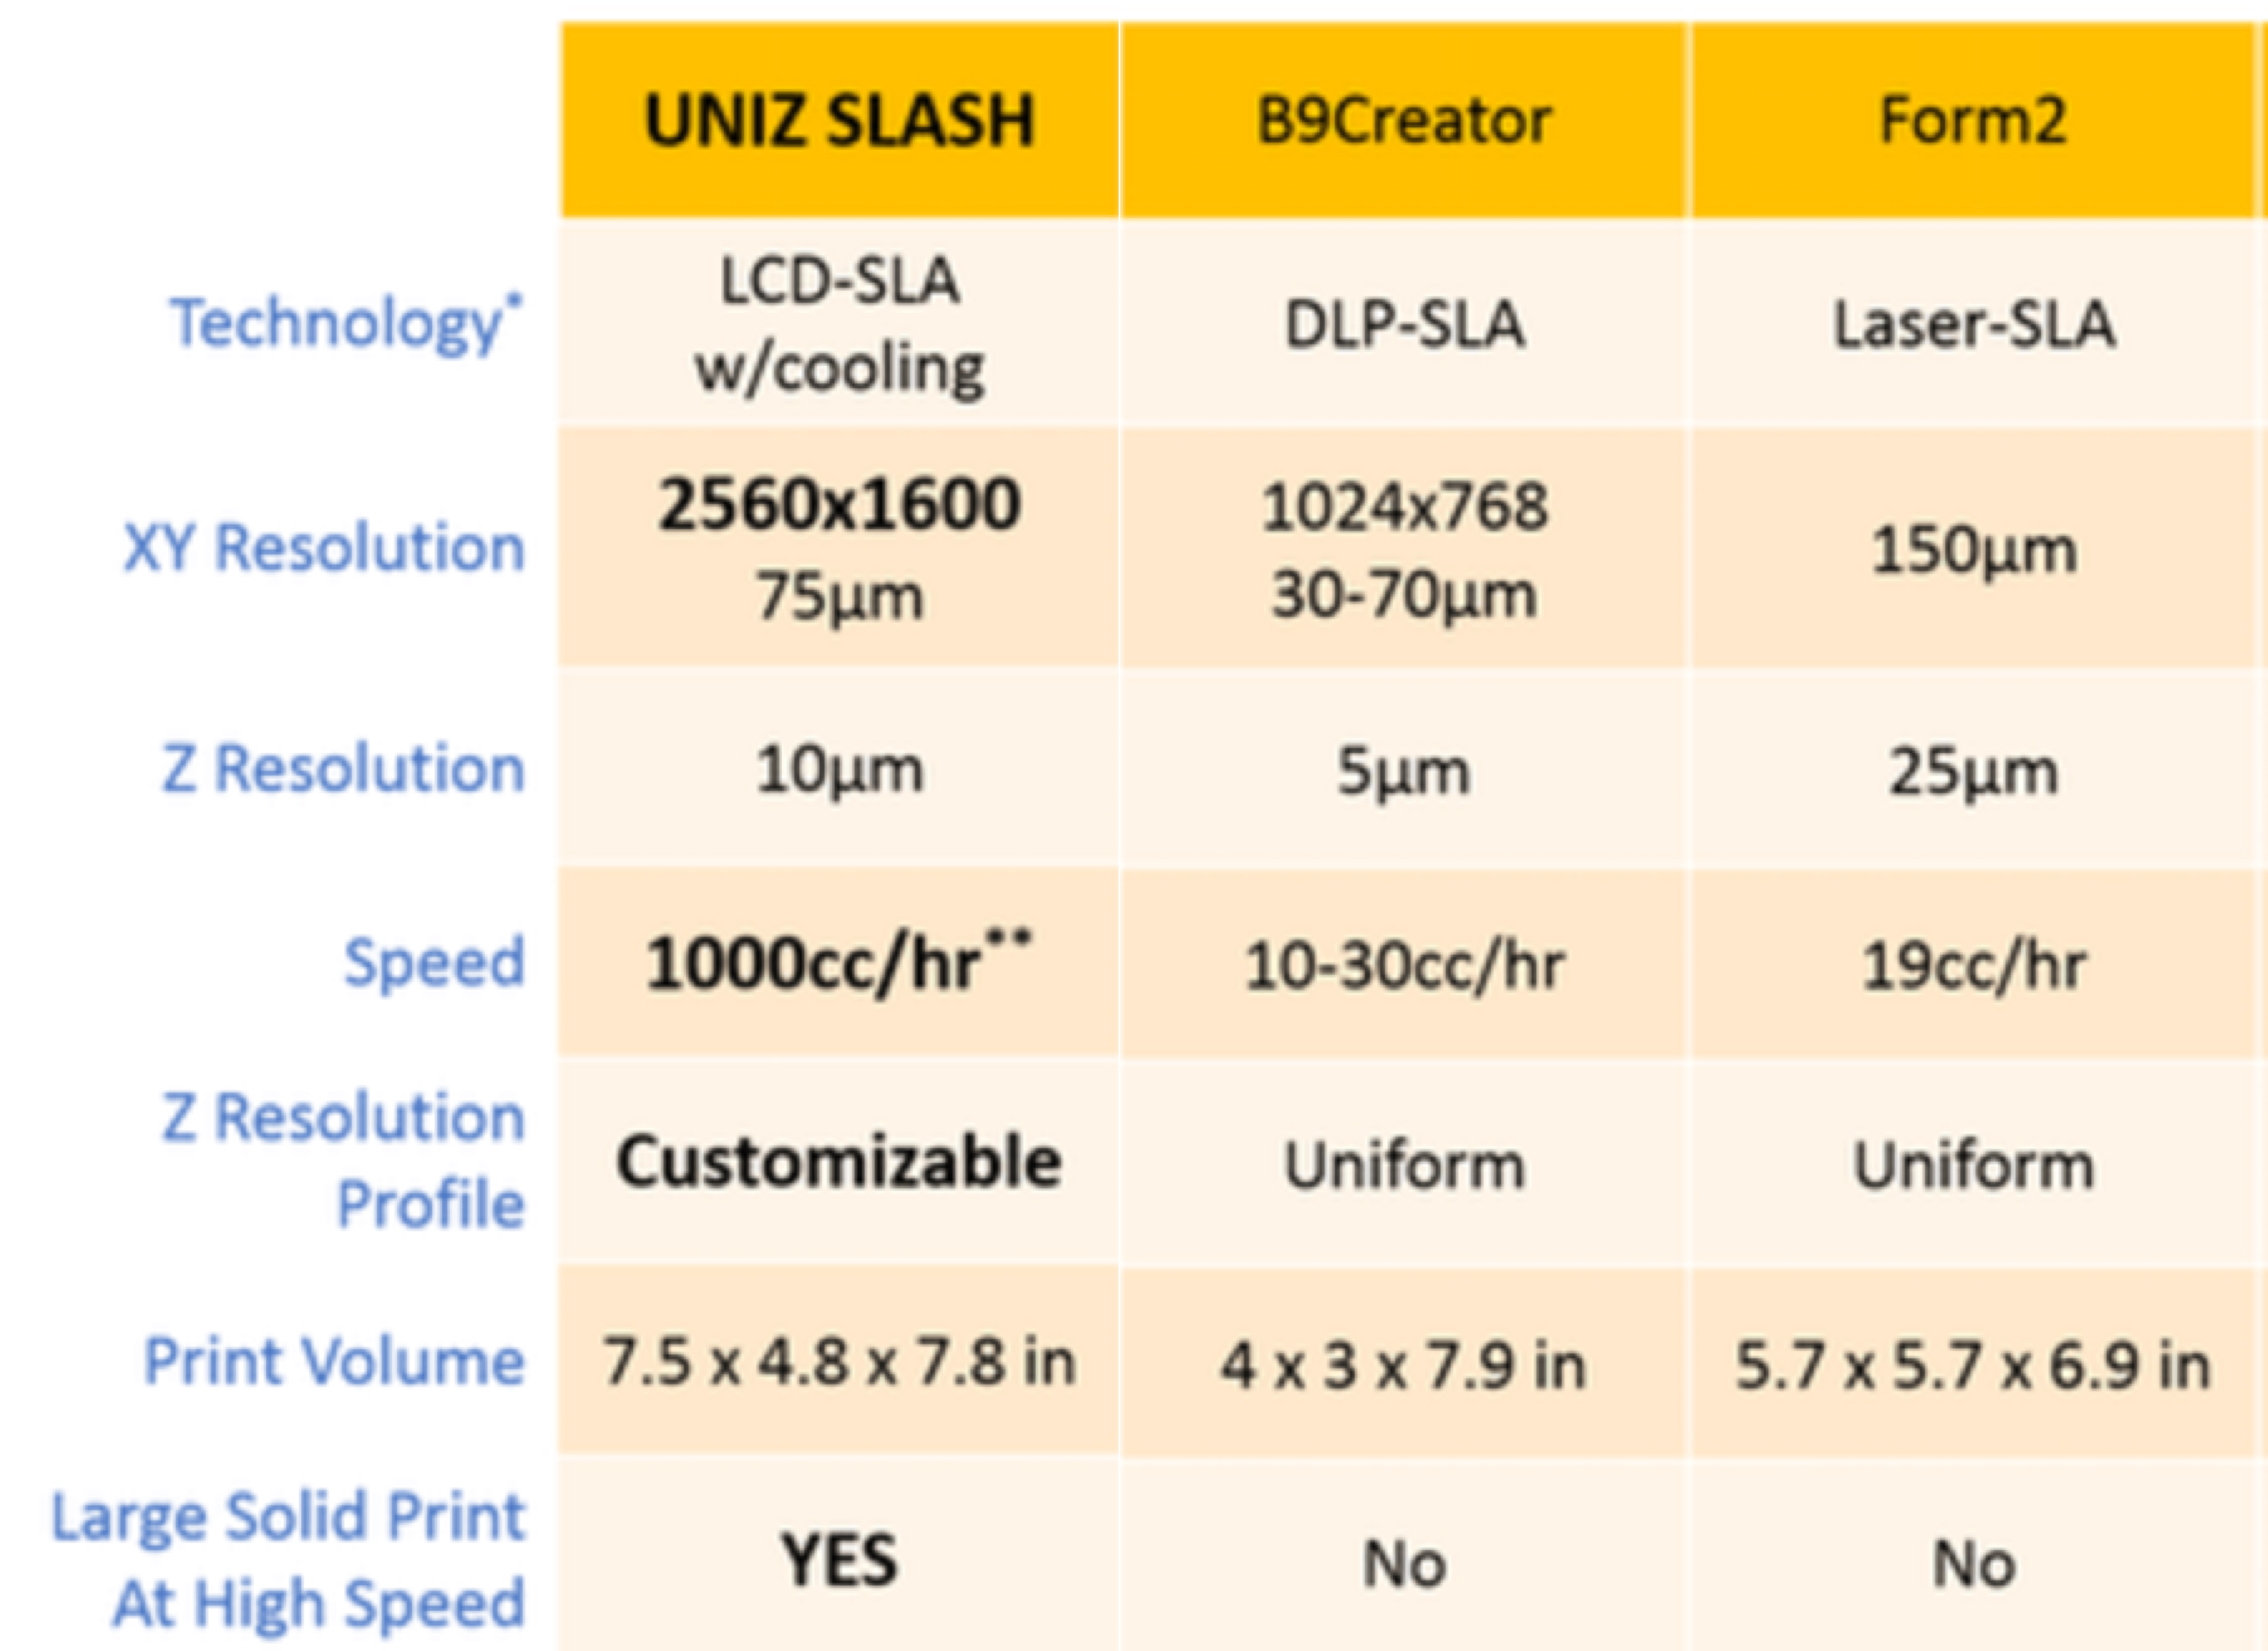 UNIZ SLASH B9Creator Form2
Technology* LCD-SLA w/cooling DLP-SLA Laser-SLA
XY Resolution 2560x1600 75µm 1024x768 30-70µm 150µm
Z Resolution 10µm 5µm 25µm
Speed 1000cc/hr** 10-30cc/hr 19cc/hr
Z Resolution Profile Customizable Uniform Uniform
Print Volume 7.5 x 4.8 x 7.8 in 4 x 3 x 7.9 in 5.7 x 5.7 x 6.9 in
Large Solid Print At High Speed YES No No